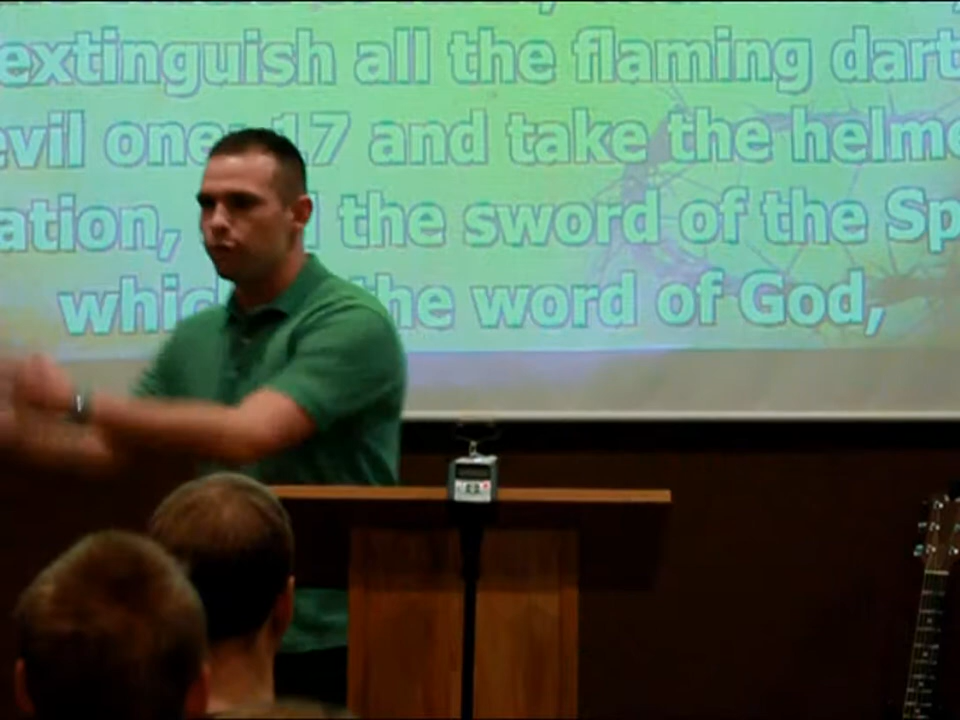 extinguish all the flaming dart
evil one; 17 and take the helme
ation, the sword of the Sp
whic the word of God,